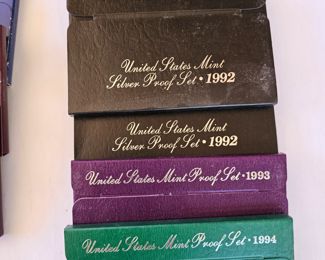 United States Mint
Silver Proof Set • 1992
United States Mint
Silver Proof Set • 1992
United States Mint Proof Set • 1993
United States Mint Proof Set • 1994